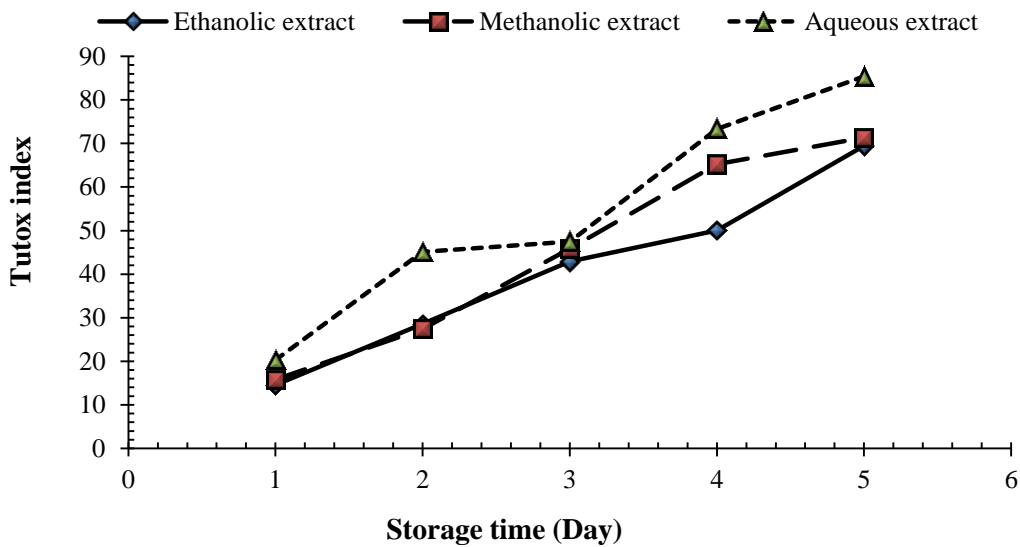 Ethanolic extract Methanolic extract Aqueous extract
90
80
70
60
50
40
30
20
10
0
Tutox index
0 1 2 3 4 5 6
Storage time (Day)